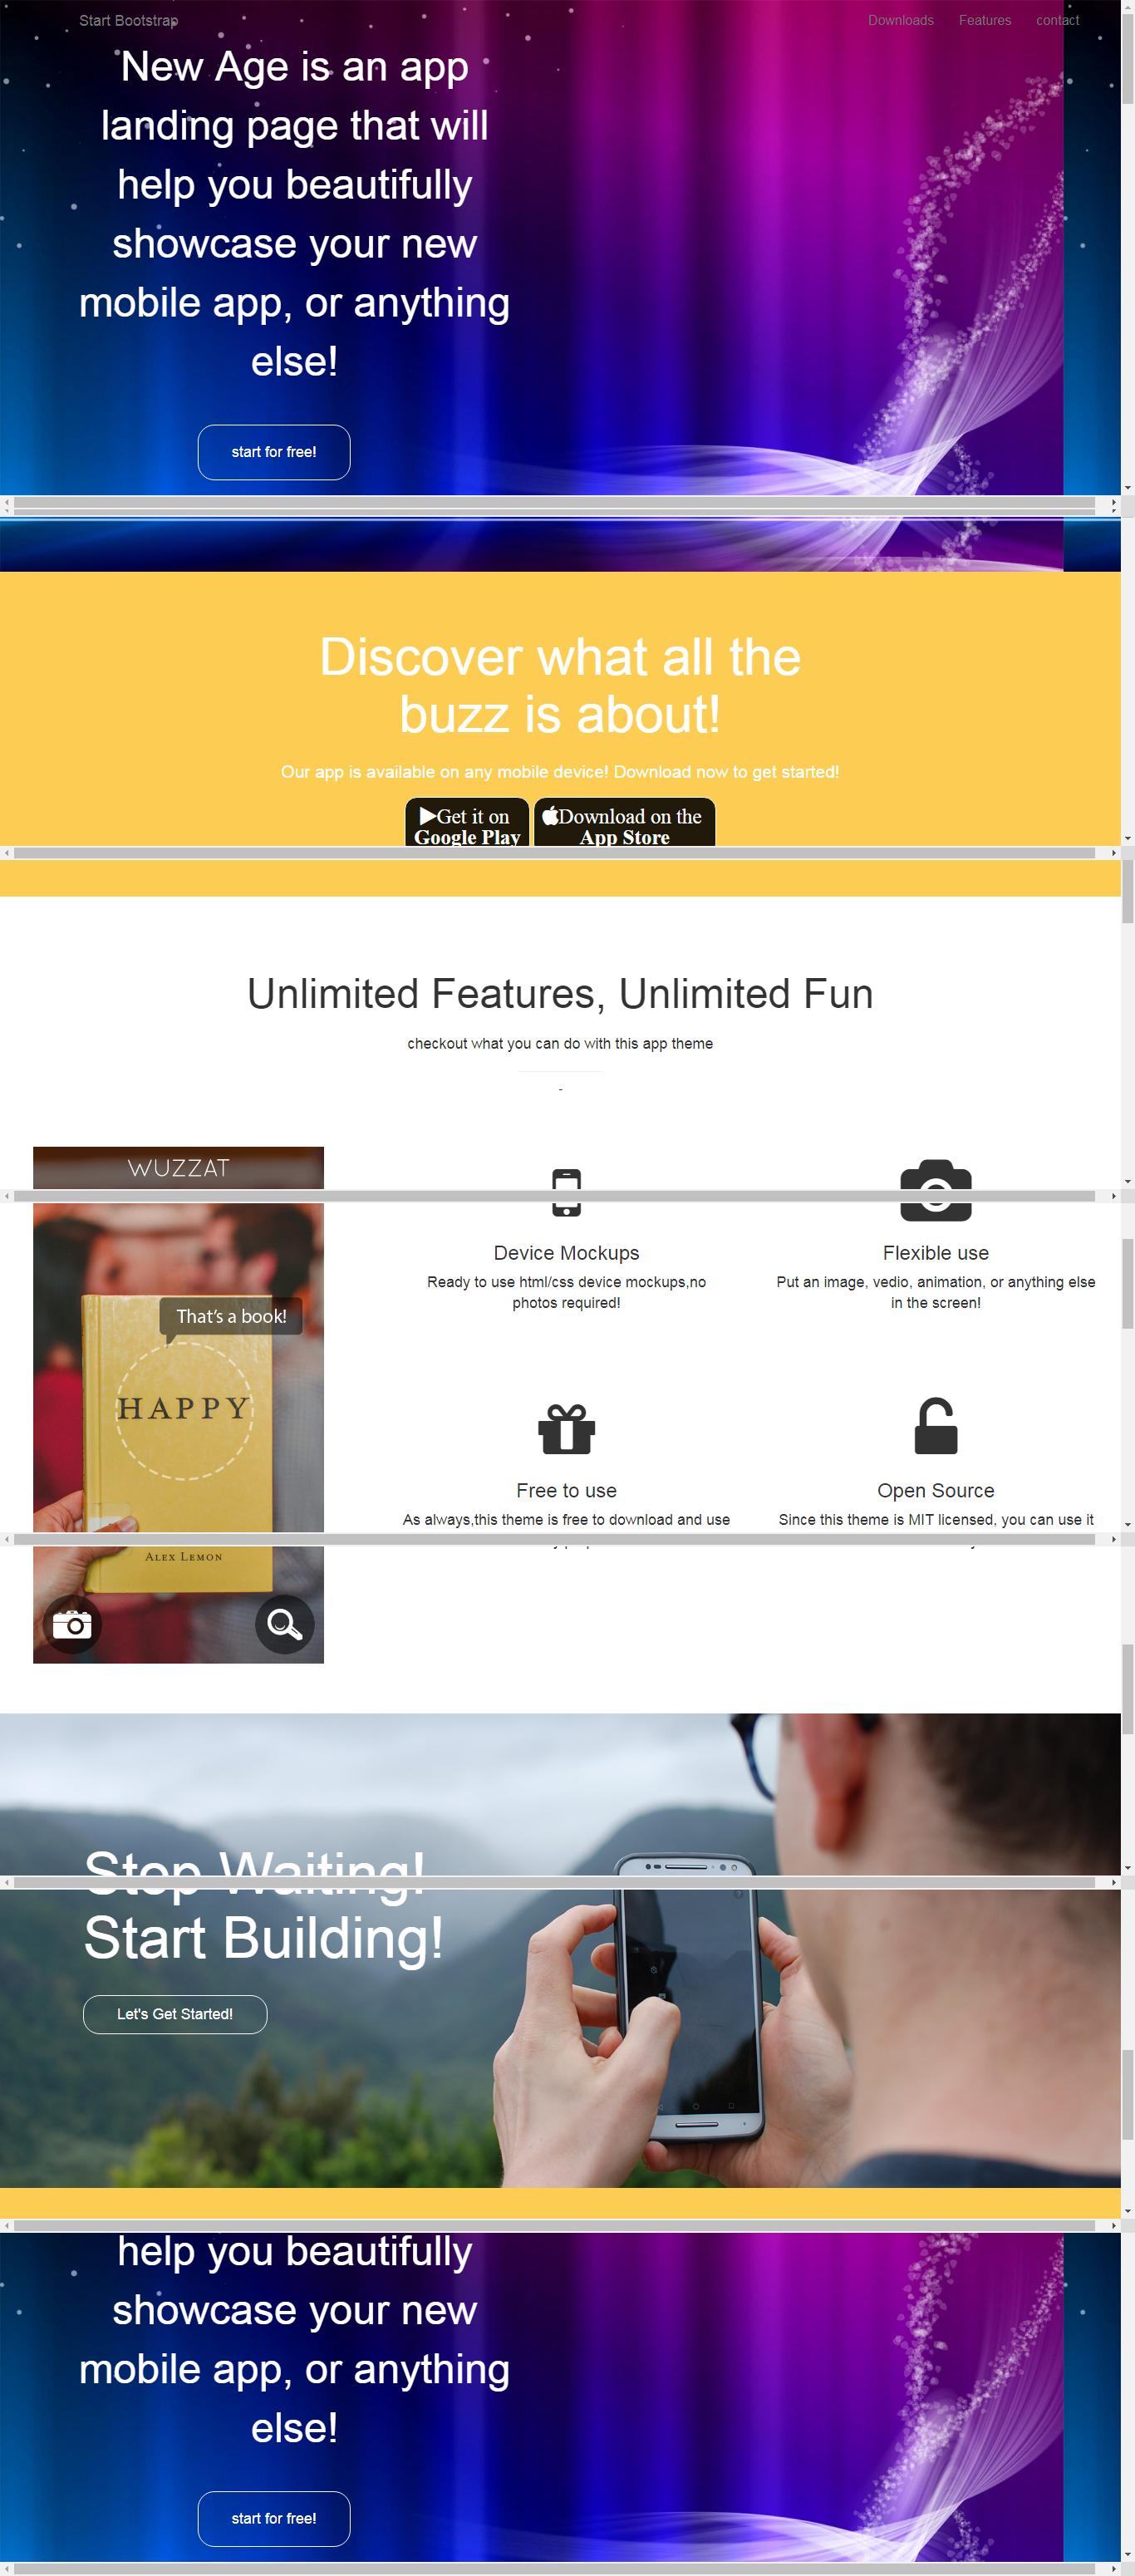 Start Bootstrap
Downloads Features contact
New Age is an app
landing page that will
help you beautifully
showcase your new
mobile app, or anything
else!
start for free!
Discover what all the
buzz is about!
Our app is available on any mobile device! Download now to get started!
Get it on
Google Play
Download on the
App Store
Unlimited Features, Unlimited Fun
checkout what you can do with this app theme
-
WUZZAT
That's a book!
HAPPY
ALEX LEMON
Device Mockups
Ready to use html/css device mockups,no
photos required!
Flexible use
Put an image, vedio, animation, or anything else
in the screen!
Free to use
As always,this theme is free to download and use
Open Source
Since this theme is MIT licensed, you can use it
Stop Waiting!
Start Building!
Let's Get Started!
help you beautifully
showcase your new
mobile app, or anything
else!
start for free!